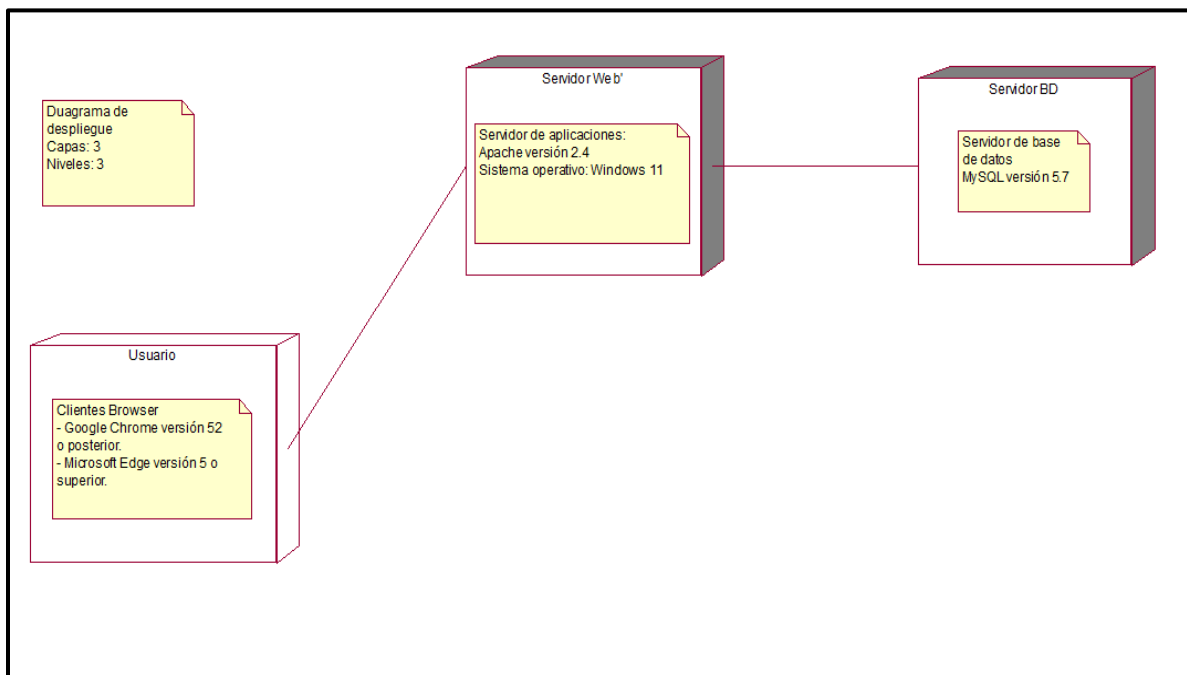 Duagrama de
despliegue
Capas: 3
Niveles: 3
Servidor Web'
Servidor de aplicaciones:
Apache versión 2.4
Sistema operativo: Windows 11
Servidor BD
Servidor de base
de datos
MySQL versión 5.7
Usuario
Clientes Browser
- Google Chrome versión 52
o posterior.
- Microsoft Edge versión 5 o
superior.